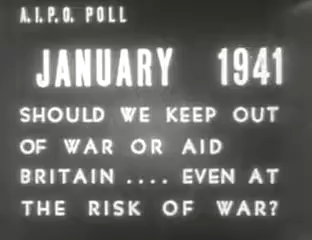 A.I.P.O. POLL
JANUARY 1941
SHOULD WE KEEP OUT
OF WAR OR AID
BRITAIN .... EVEN AT
THE RISK OF WAR?